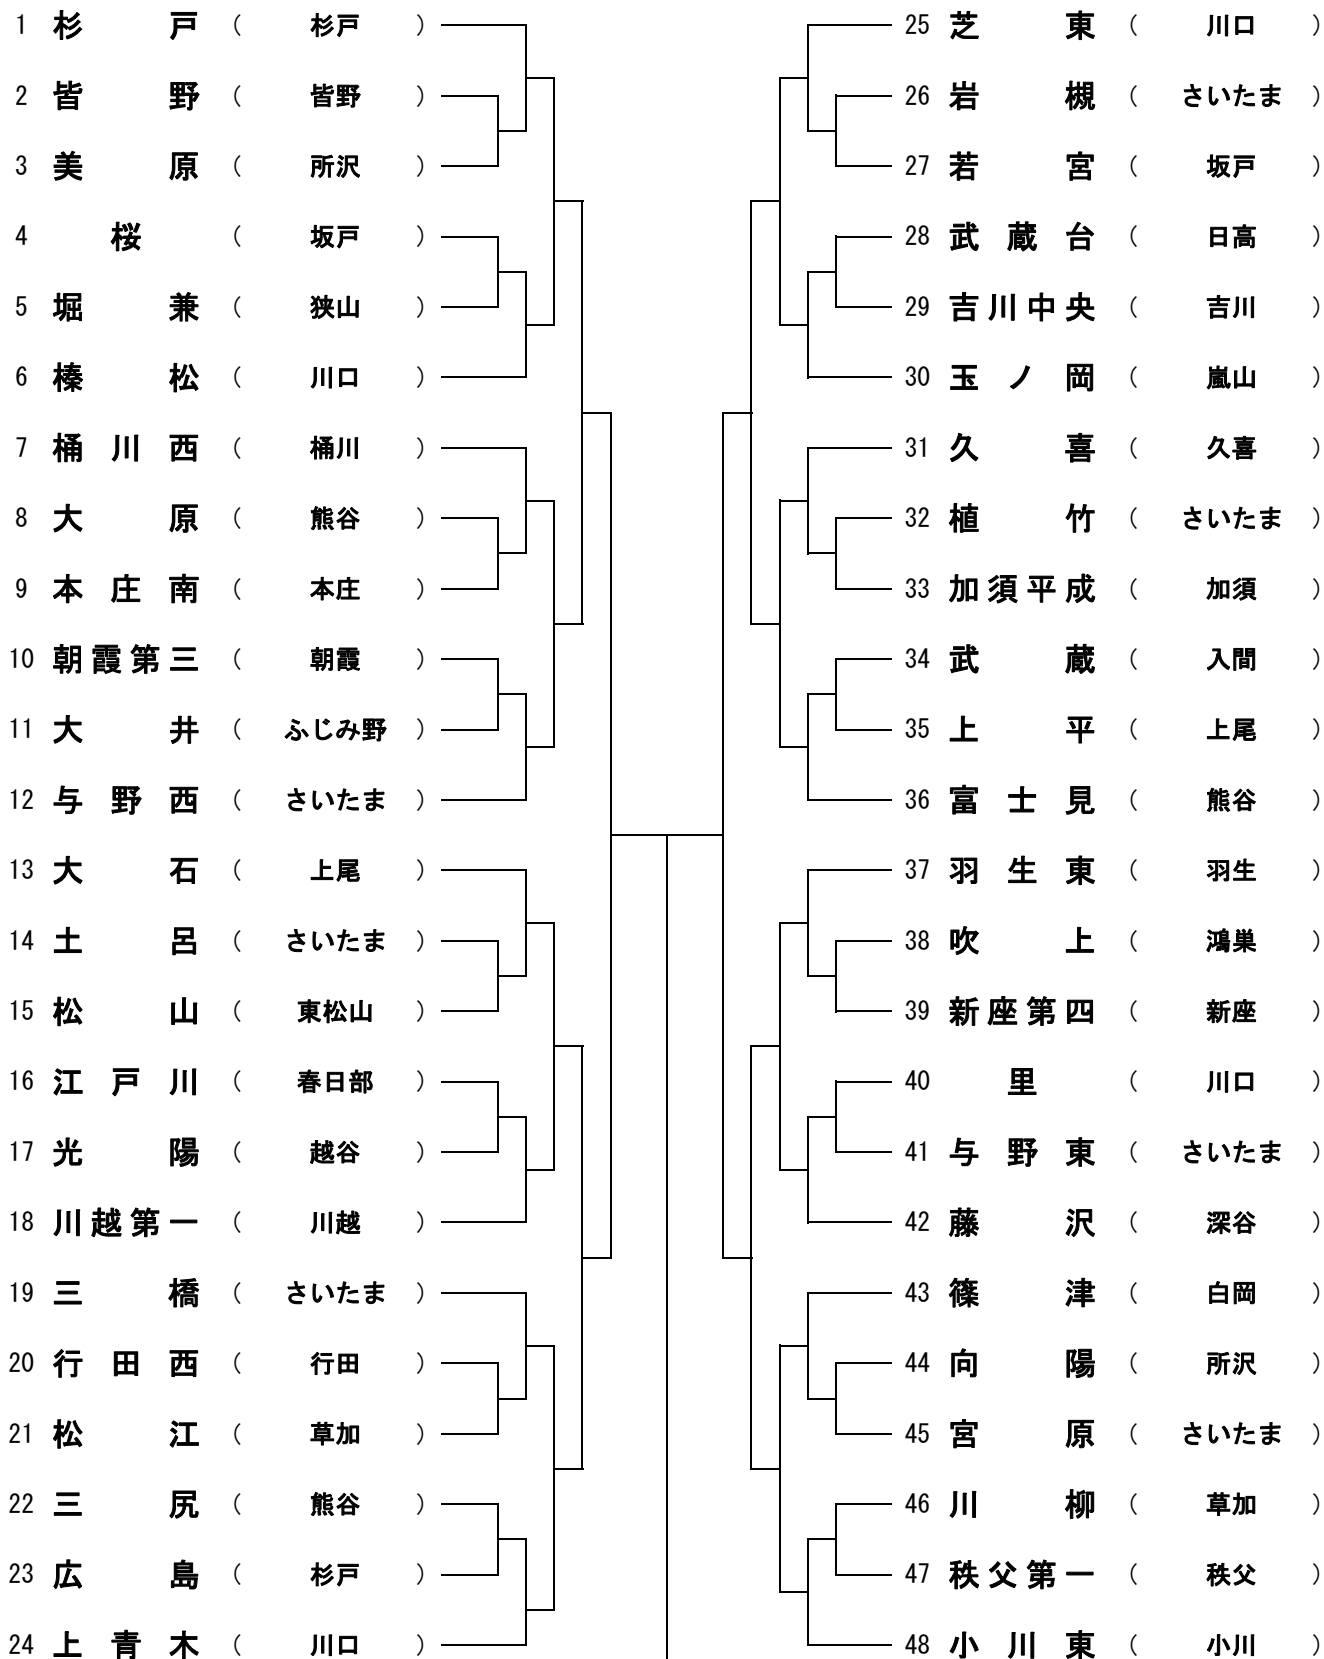 1 杉戸 ( 杉戸 )
2 皆野 ( 皆野 )
3 美原 ( 所沢 )
4 桜 ( 坂戸 )
5 堀兼 ( 狭山 )
6 榛松 ( 川口 )
7 桶川西 ( 桶川 )
8 大原 ( 熊谷 )
9 本庄南 ( 本庄 )
10 朝霞第三 ( 朝霞 )
11 大井 ( ふじみ野 )
12 与野西 ( さいたま )
13 大石 ( 上尾 )
14 土呂 ( さいたま )
15 松山 ( 東松山 )
16 江戸川 ( 春日部 )
17 光陽 ( 越谷 )
18 川越第一 ( 川越 )
19 三橋 ( さいたま )
20 行田西 ( 行田 )
21 松江 ( 草加 )
22 三尻 ( 熊谷 )
23 広島 ( 杉戸 )
24 上青木 ( 川口 )
25 芝東 ( 川口 )
26 岩槻 ( さいたま )
27 若宮 ( 坂戸 )
28 武蔵台 ( 日高 )
29 吉川中央 ( 吉川 )
30 玉ノ岡 ( 嵐山 )
31 久喜 ( 久喜 )
32 植竹 ( さいたま )
33 加須平成 ( 加須 )
34 武蔵 ( 入間 )
35 上平 ( 上尾 )
36 富士見 ( 熊谷 )
37 羽生東 ( 羽生 )
38 吹上 ( 鴻巣 )
39 新座第四 ( 新座 )
40 里 ( 川口 )
41 与野東 ( さいたま )
42 藤沢 ( 深谷 )
43 篠津 ( 白岡 )
44 向陽 ( 所沢 )
45 宮原 ( さいたま )
46 川柳 ( 草加 )
47 秩父第一 ( 秩父 )
48 小川東 ( 小川 )